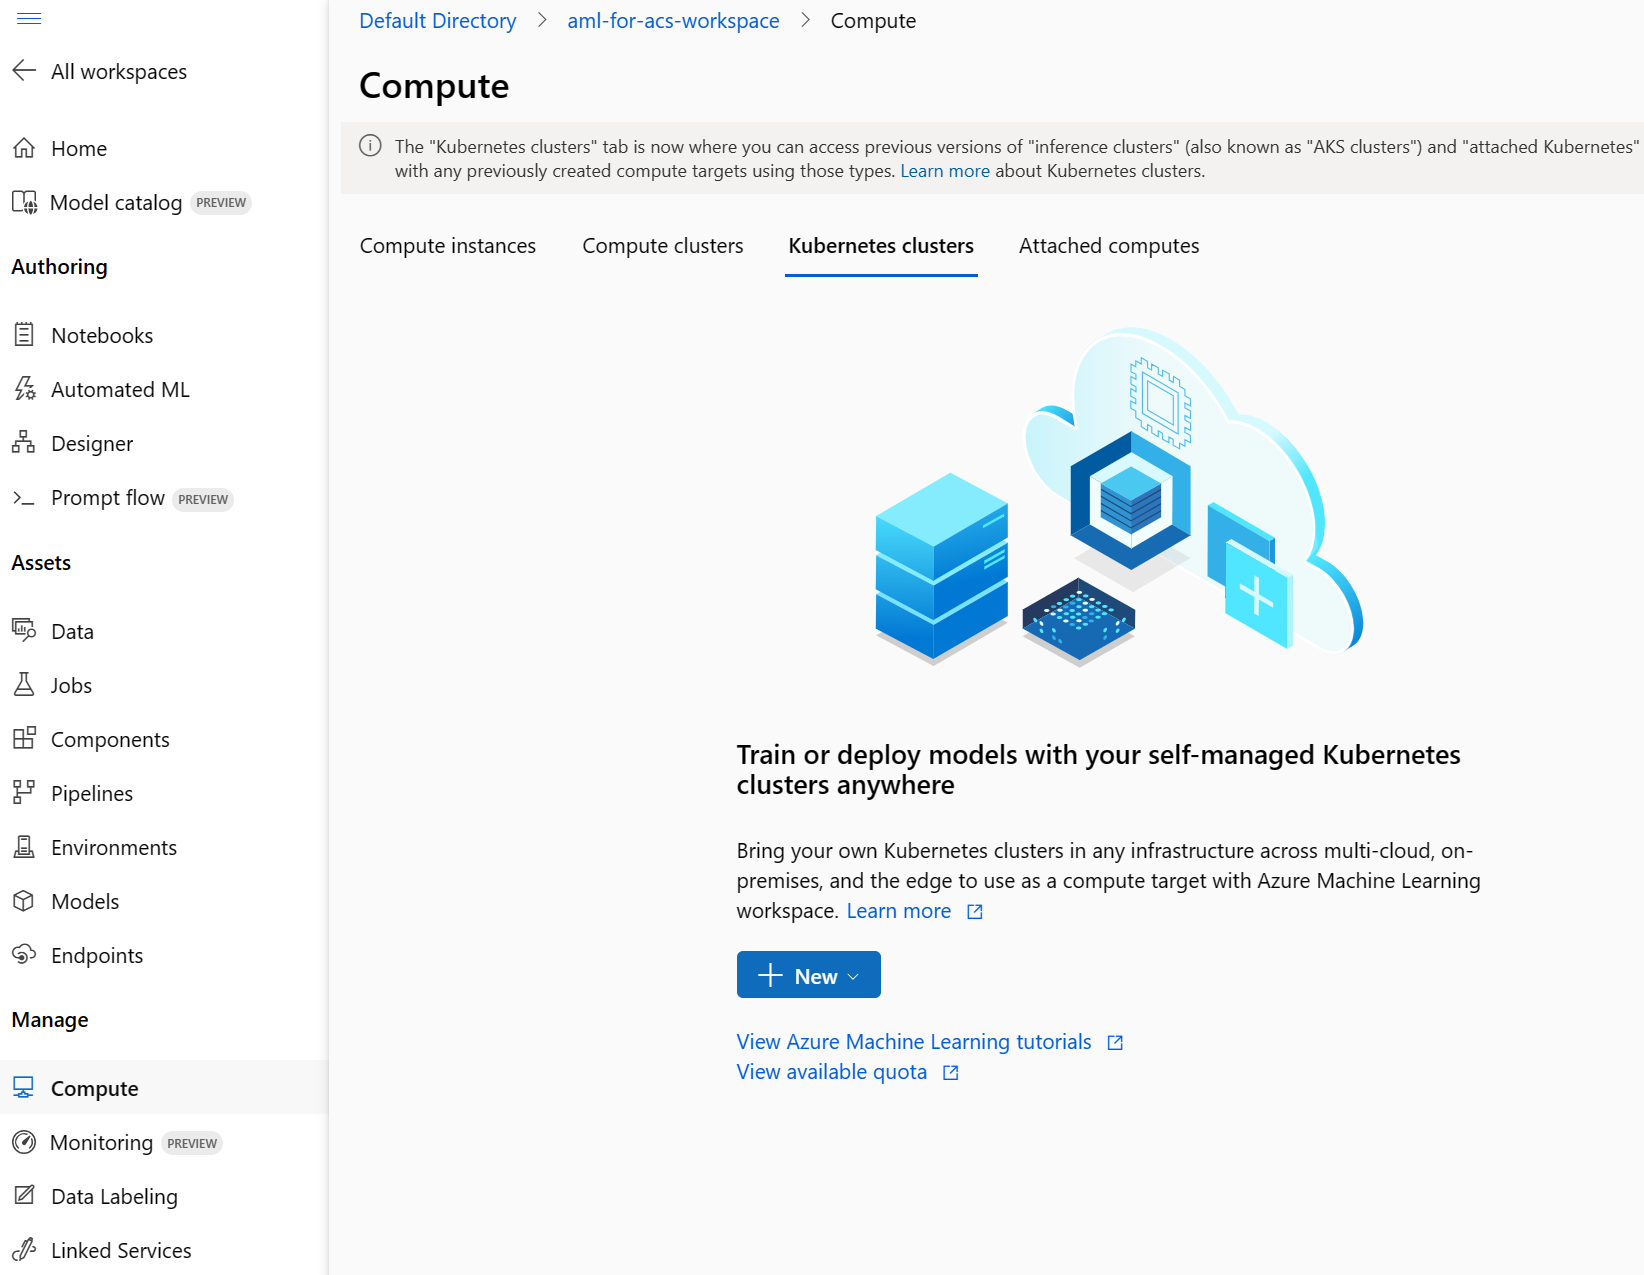 Default Directory > aml-for-acs-workspace > Compute
All workspaces
Home
Model catalog PREVIEW
Authoring
Notebooks
Automated ML
Designer
Prompt flow PREVIEW
Assets
Data
Jobs
Components
Pipelines
Environments
Models
Endpoints
Manage
Compute
Monitoring PREVIEW
Data Labeling
Linked Services
Compute
The "Kubernetes clusters" tab is now where you can access previous versions of "inference clusters" (also known as "AKS clusters") and "attached Kubernetes"
with any previously created compute targets using those types. Learn more about Kubernetes clusters.
Compute instances Compute clusters Kubernetes clusters Attached computes
Train or deploy models with your self-managed Kubernetes
clusters anywhere
Bring your own Kubernetes clusters in any infrastructure across multi-cloud, on-
premises, and the edge to use as a compute target with Azure Machine Learning
workspace. Learn more
New
View Azure Machine Learning tutorials
View available quota